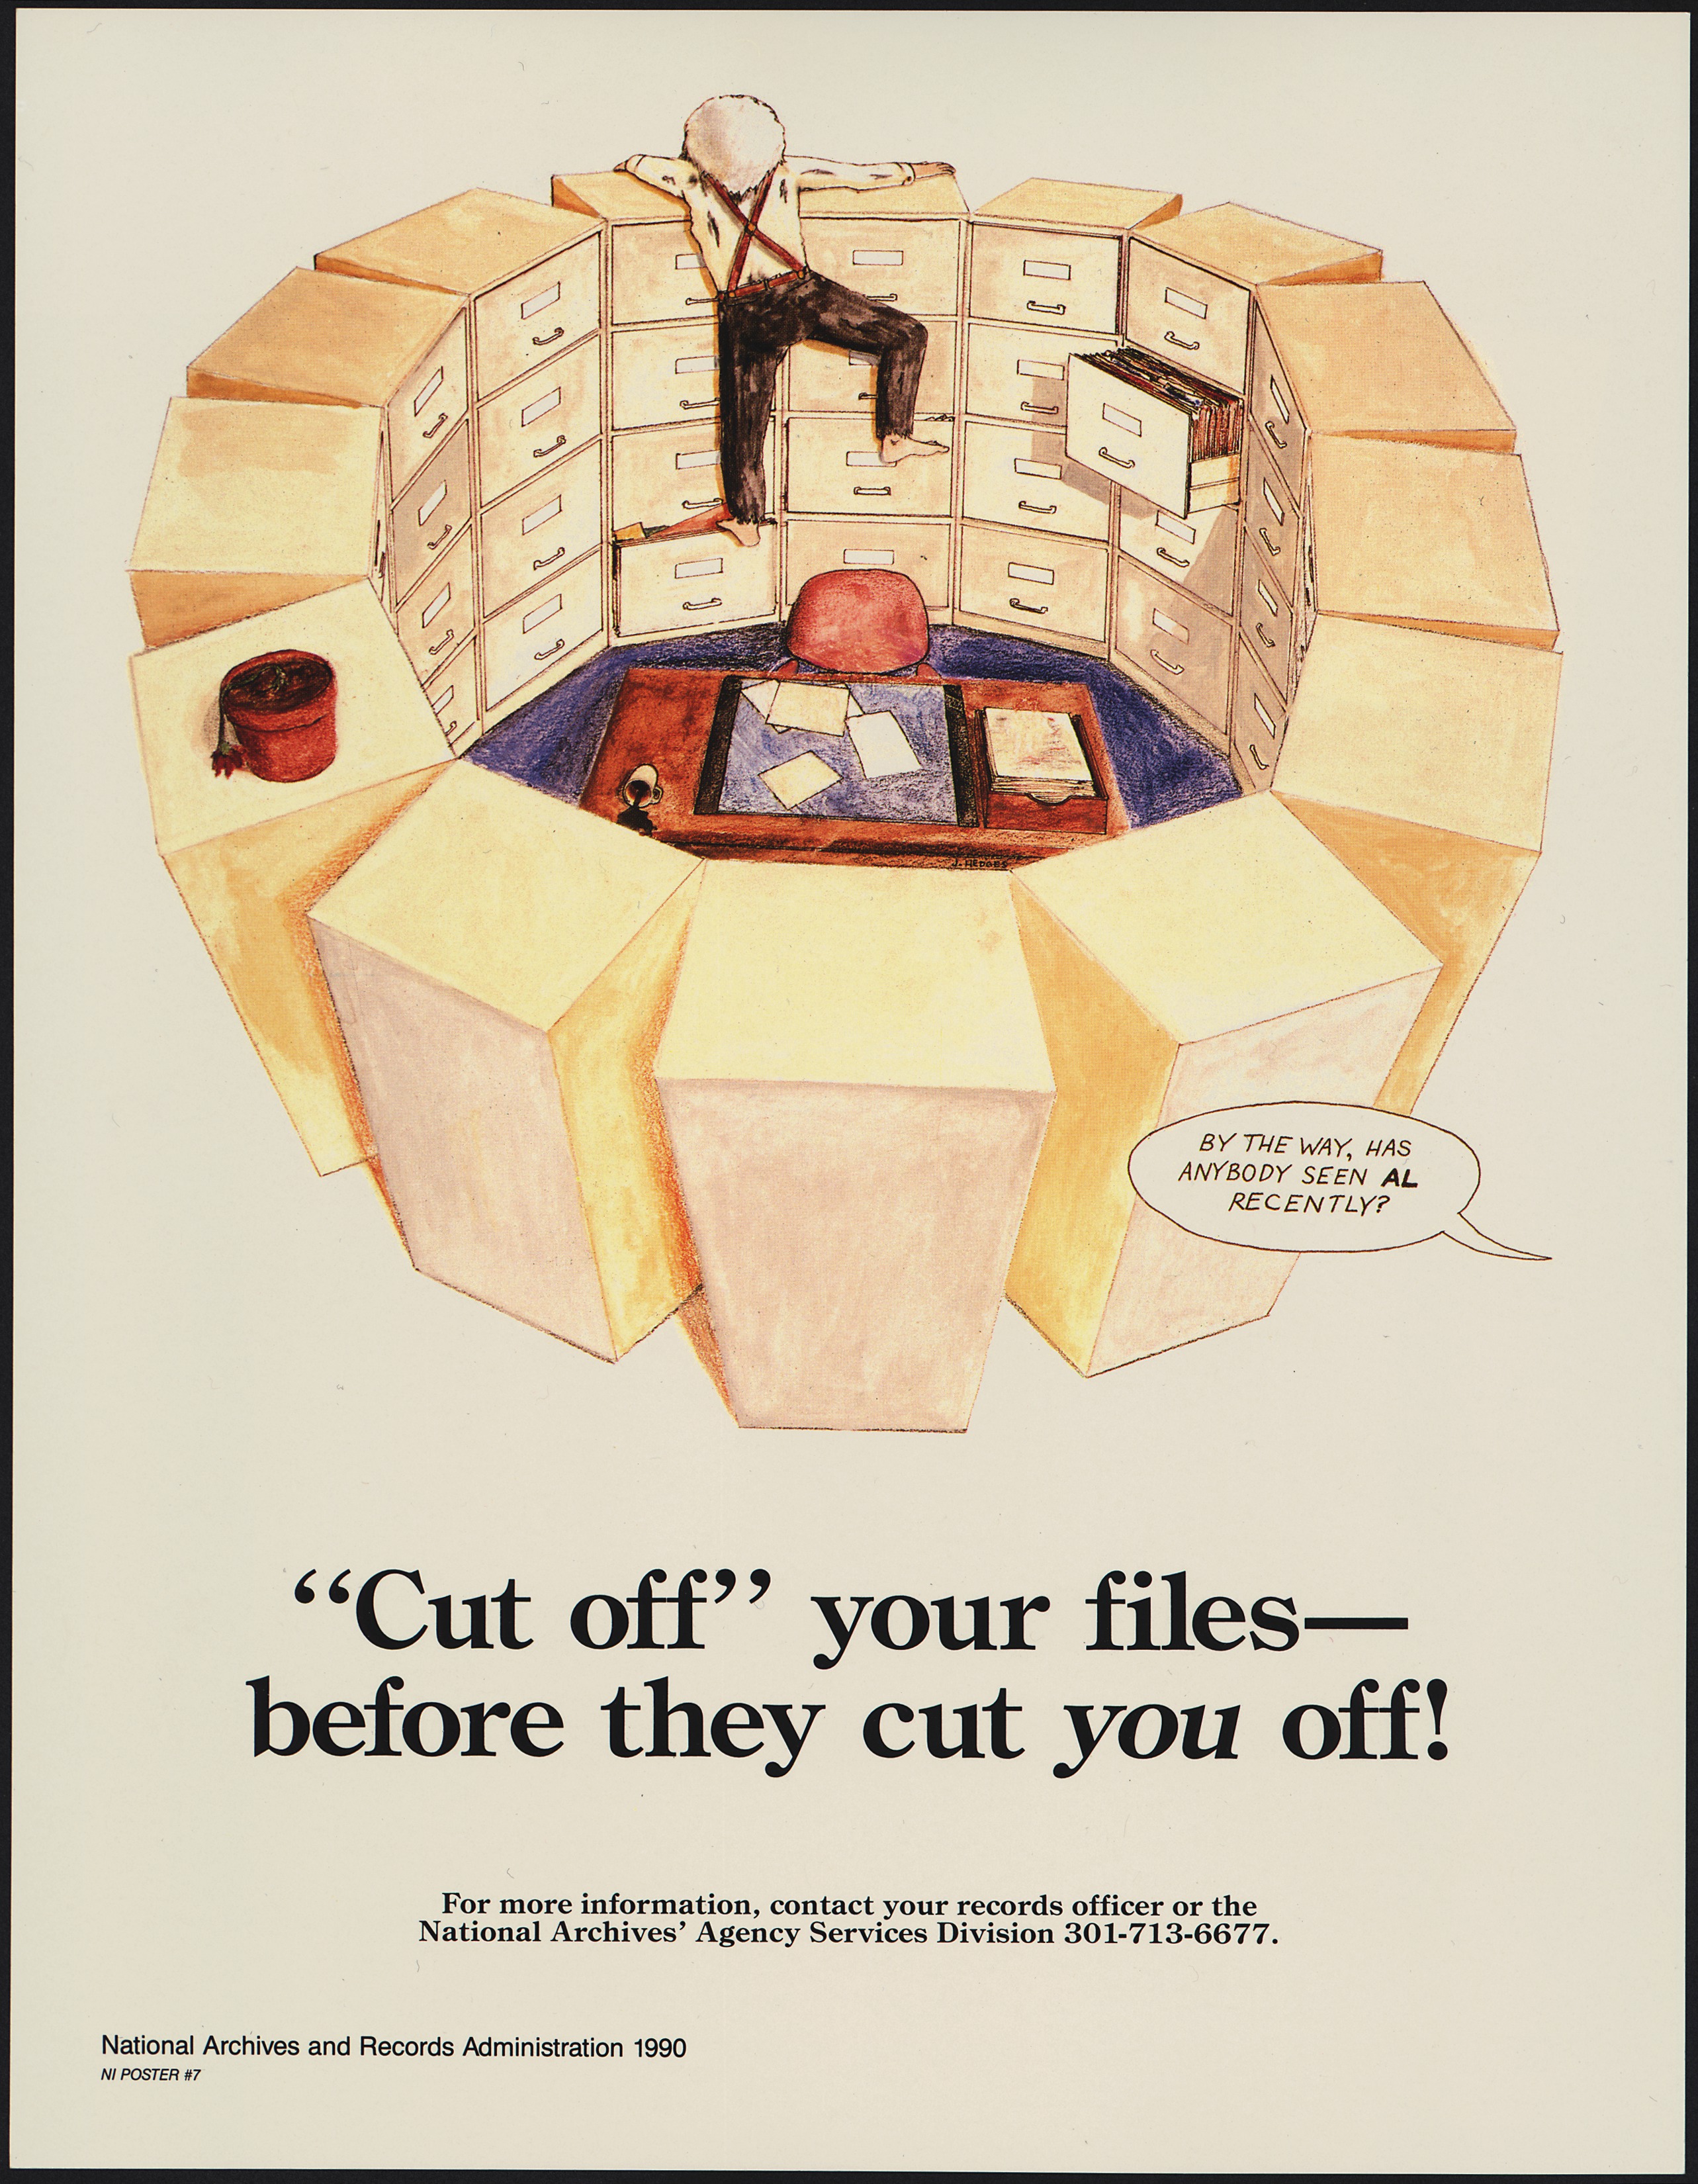 J. HEDGES
BY THE WAY, HAS
ANYBODY SEEN AL
RECENTLY?
“Cut off” your files—
before they cut you off!
For more information, contact your records officer or the
National Archives’ Agency Services Division 301-713-6677.
National Archives and Records Administration 1990
NI POSTER #7